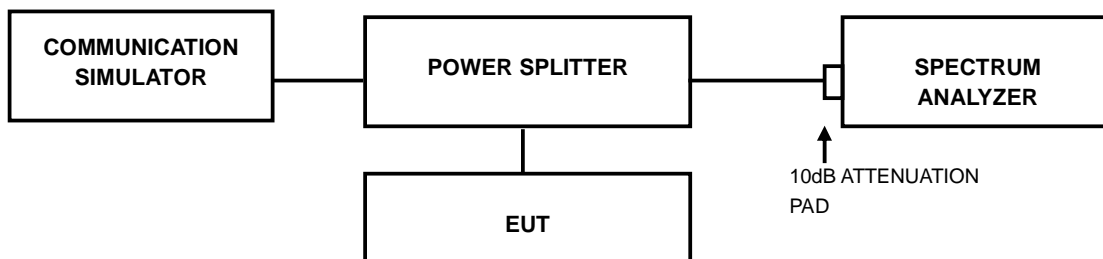 COMMUNICATION
SIMULATOR
POWER SPLITTER
SPECTRUM
ANALYZER
10dB ATTENUATION
PAD
EUT